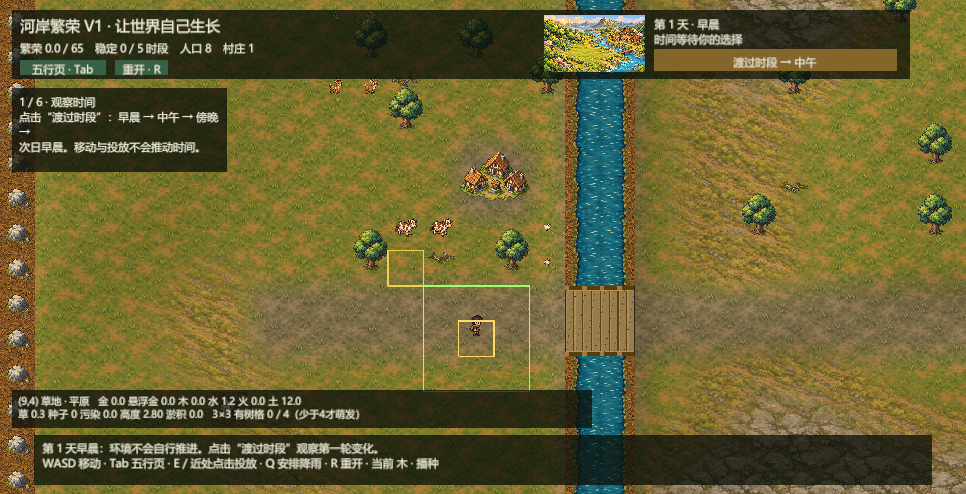 河岸繁荣 V1 · 让世界自己生长
繁荣 0.0 / 65 稳定 0 / 5 时段 人口 8 村庄 1
五行页 · Tab 重开 · R
第 1 天 · 早晨
时间等待你的选择
渡过时段 → 中午
1 / 6 · 观察时间
点击“渡过时段”：早晨 → 中午 → 傍晚
→
次日早晨。移动与投放不会推动时间。
(9,4) 草地 · 平原 金 0.0 悬浮金 0.0 木 0.0 水 1.2 火 0.0 土 12.0
草 0.3 种子 0 污染 0.0 高度 2.80 淤积 0.0 3×3 有树格 0 / 4（少于4才萌发）
第 1 天早晨：环境不会自行推进。点击“渡过时段”观察第一轮变化。
WASD 移动 · Tab 五行页 · E / 近处点击投放 · Q 安排降雨 · R 重开 · 当前 木 · 播种